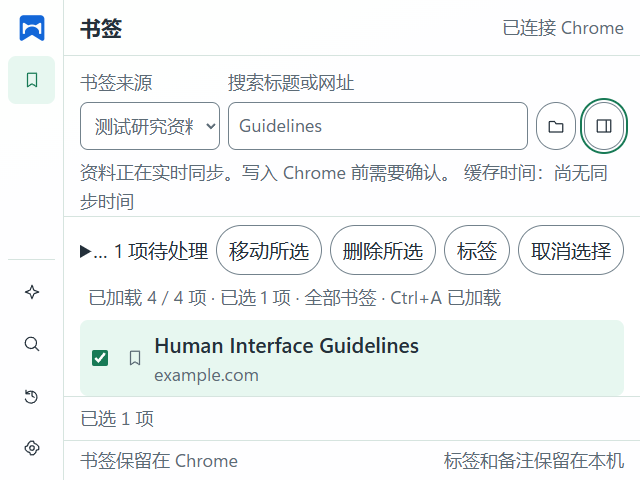 书签
已连接 Chrome
书签来源
搜索标题或网址
测试研究资料
Guidelines
资料正在实时同步。写入 Chrome 前需要确认。 缓存时间：尚无同
步时间
... 1 项待处理
移动所选
删除所选
标签
取消选择
已加载 4 / 4 项 · 已选 1 项 · 全部书签 · Ctrl+A 已加载
Human Interface Guidelines
example.com
已选 1 项
书签保留在 Chrome
标签和备注保留在本机